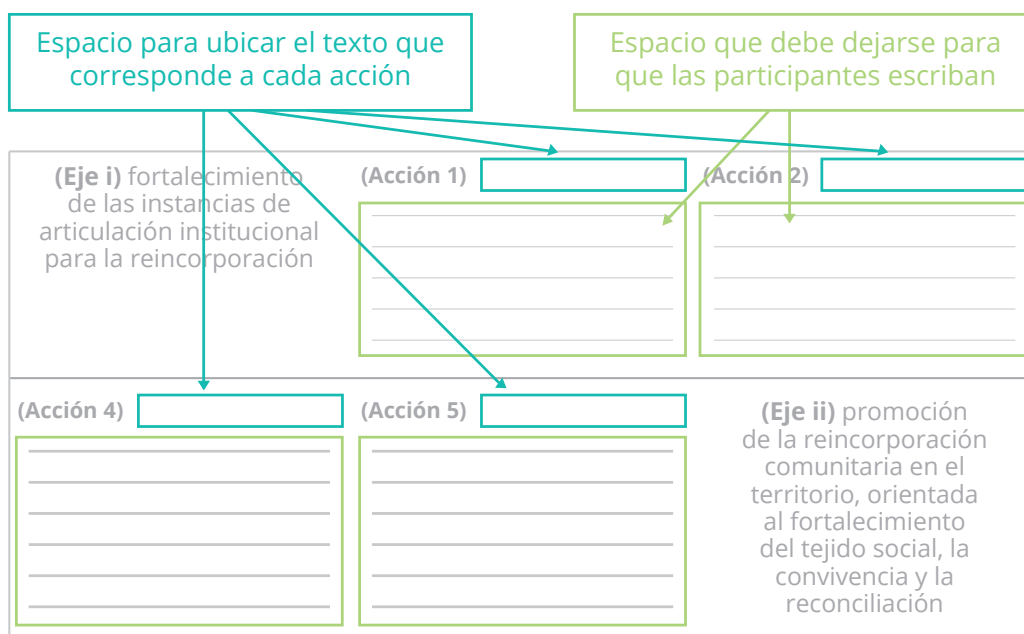 Espacio para ubicar el texto que
corresponde a cada acción
Espacio que debe dejarse para
que las participantes escriban
(Eje i) fortalecimiento
de las instancias de
articulación institucional
para la reincorporación
(Acción 1)
(Acción 2)
(Acción 4)
(Acción 5)
(Eje ii) promoción
de la reincorporación
comunitaria en el
territorio, orientada
al fortalecimiento
del tejido social, la
convivencia y la
reconciliación